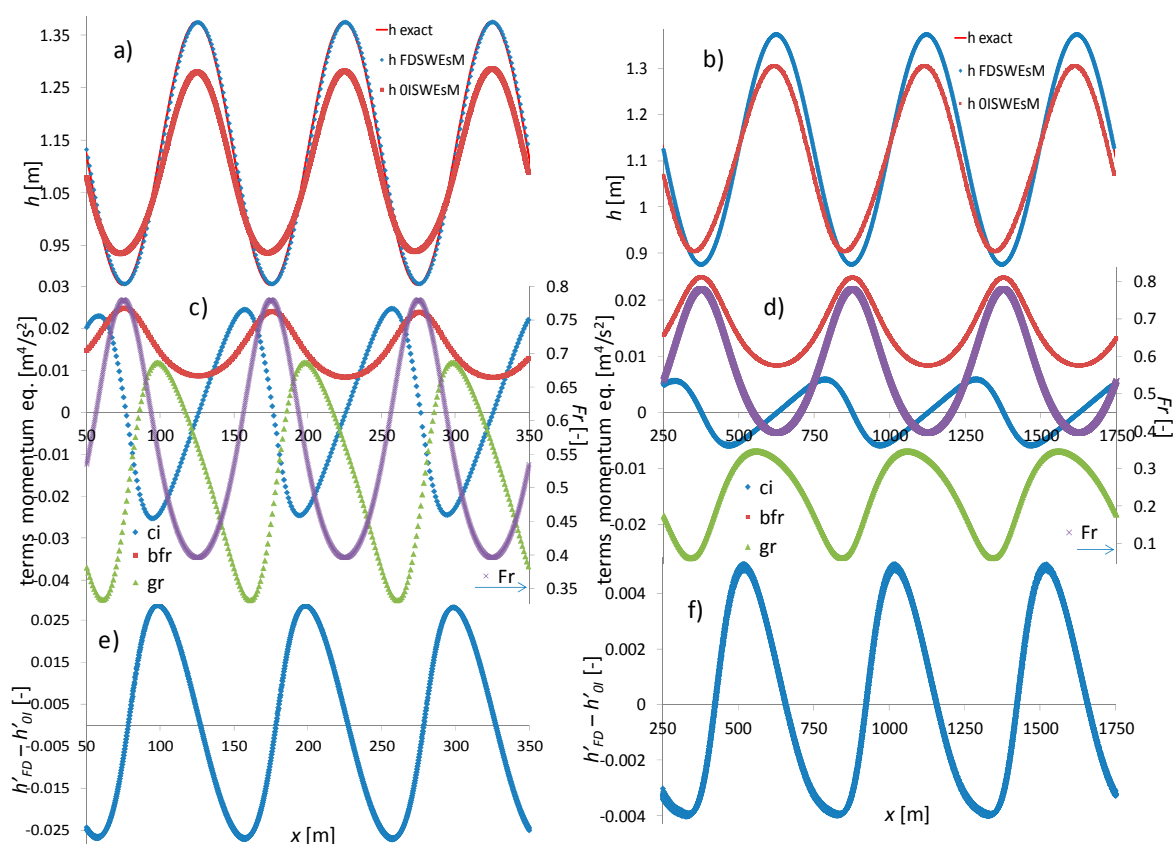 a)
h exact
h FDSWEsM
h 0ISWEsM
h [m]
1.35
1.25
1.15
1.05
0.95
b)
h exact
h FDSWEsM
h 0ISWEsM
h [m]
1.3
1.2
1.1
1
0.9
c)
terms momentum eq. [m⁴/s²]
0.03
0.02
0.01
0
-0.01
-0.02
-0.03
-0.04
50 100 150 200 250 300 350
0.8
0.75
0.7
0.65
0.6
0.55
0.5
0.45
0.4
0.35
Fr [-]
ci
bfr
gr
Fr
d)
terms momentum eq. [m⁴/s²]
0.02
0.01
0
-0.01
-0.02
250 500 750 1000 1250 1500 1750
0.8
0.7
0.6
0.5
0.4
0.3
0.2
0.1
Fr [-]
ci
bfr
gr
Fr
e)
h'FD – h'0I [-]
0.025
0.015
0.005
-0.005
-0.015
-0.025
50 100 150 200 250 300 350
x [m]
f)
h'FD – h'0I [-]
0.004
0.002
0
-0.002
-0.004
250 500 750 1000 1250 1500 1750
x [m]